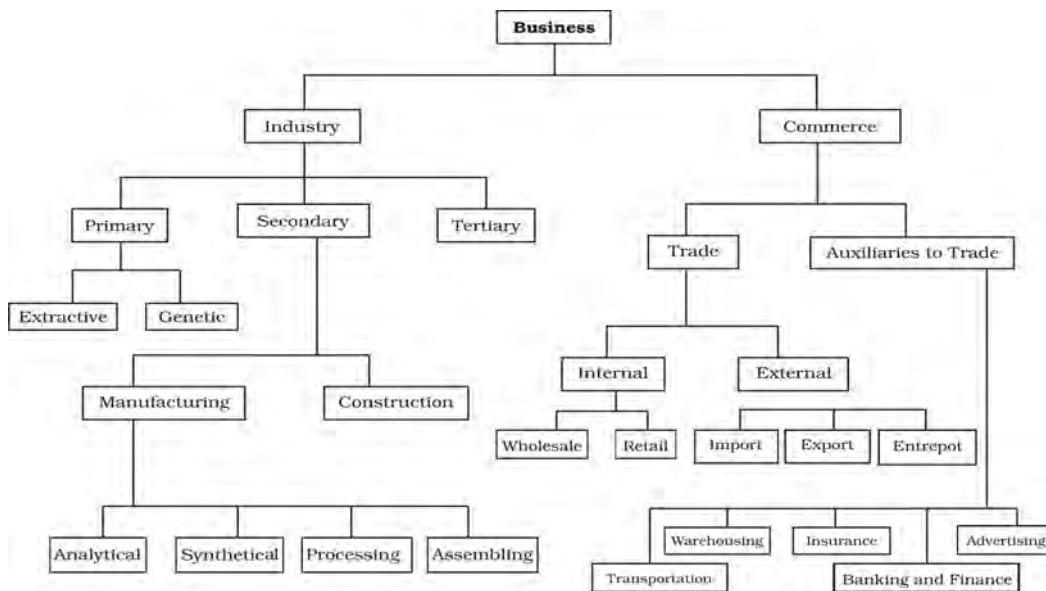 Business
Industry
Commerce
Primary
Secondary
Tertiary
Trade
Auxiliaries to Trade
Extractive
Genetic
Internal
External
Manufacturing
Construction
Wholesale
Retail
Import
Export
Entrepot
Analytical
Synthetical
Processing
Assembling
Warehousing
Insurance
Advertising
Transportation
Banking and Finance